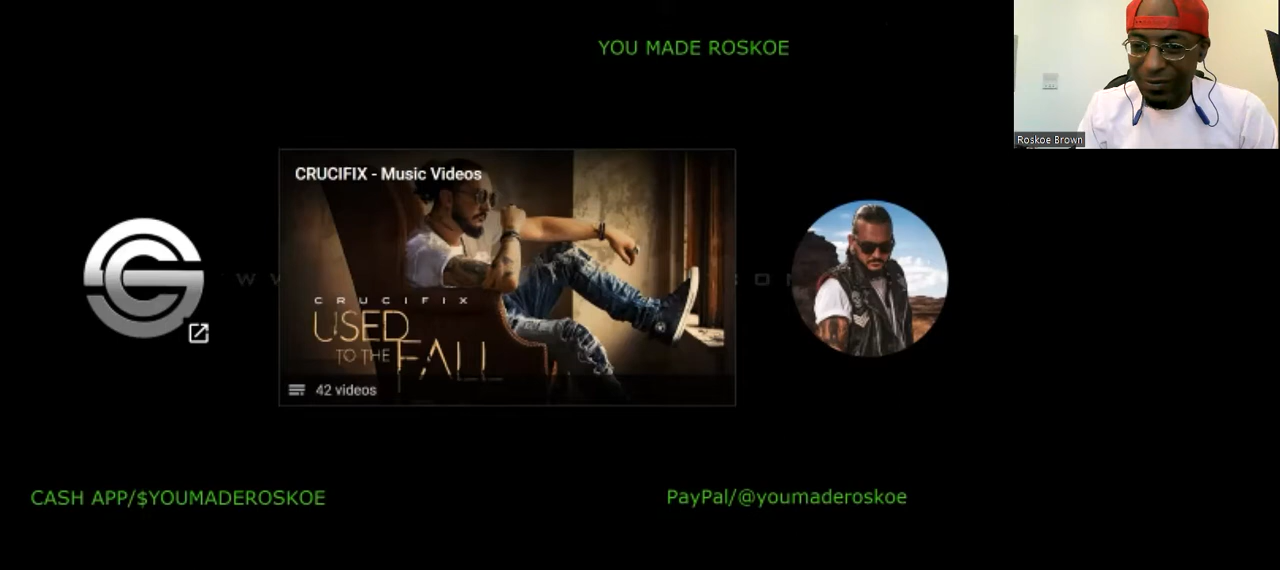 YOU MADE ROSKOE
Roskoe Brown
CRUCIFIX - Music Videos
CRUCIFIX
USED
TO THE FALL
42 videos
CASH APP/$YOUMADEROSKOE
PayPal/@youmaderoskoe